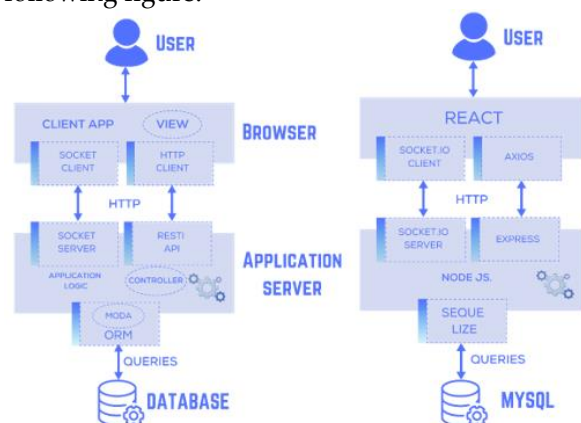 following figure.
USER
CLIENT APP
VIEW
SOCKET
CLIENT
HTTP
CLIENT
BROWSER
HTTP
SOCKET
SERVER
RESTI
API
APPLICATION
LOGIC
CONTROLLER
APPLICATION
SERVER
MODA
ORM
QUERIES
DATABASE
USER
REACT
SOCKET.IO
CLIENT
AXIOS
HTTP
SOCKET.IO
SERVER
EXPRESS
NODE JS.
SEQUE
LIZE
QUERIES
MYSQL